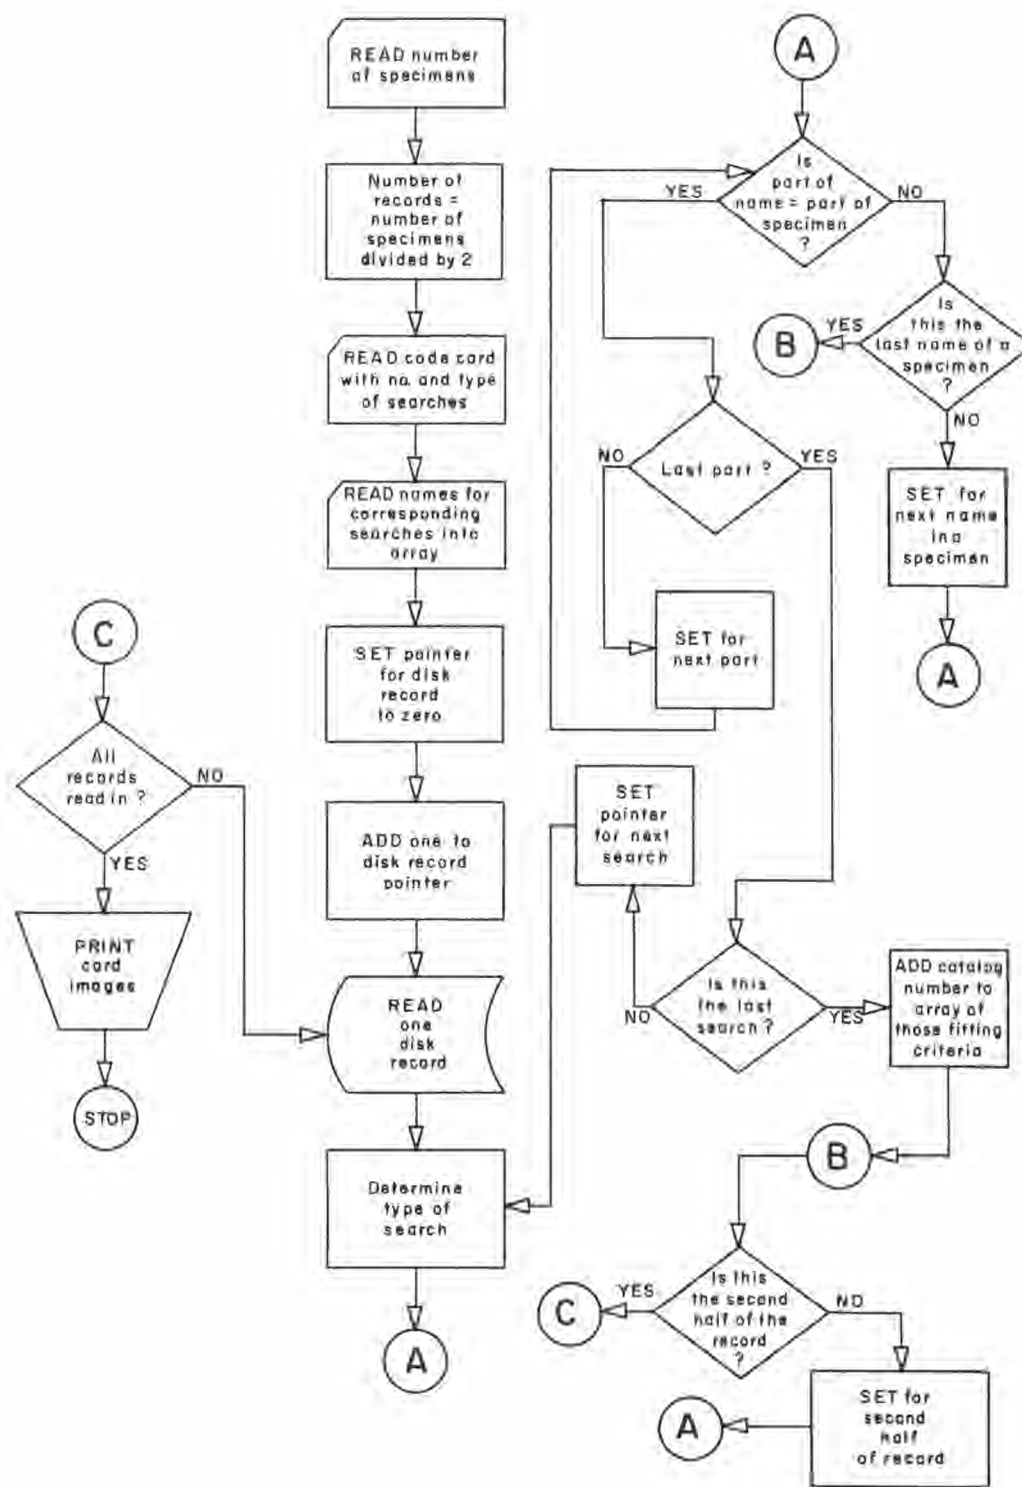 READ number
of specimens
Number of
records =
number of
specimens
divided by 2
READ code card
with no. and type
of searches
READ names for
corresponding
searches into
array
SET pointer
for disk
record
to zero
ADD one to
disk record
pointer
READ
one
disk
record
Determine
type of
search
A
C
All
records
read in ?
NO
YES
PRINT
card
images
STOP
A
Is
part of
name = part of
specimen
?
YES
NO
Is
this the
last name of a
specimen
?
YES
B
NO
SET for
next name
in a
specimen
A
Last part ?
NO
YES
SET for
next part
SET
pointer
for next
search
Is this
the last
search ?
NO
YES
ADD catalog
number to
array of
those fitting
criteria
B
Is this
the second
half of the
record
?
YES
C
NO
SET for
second
half
of record
A